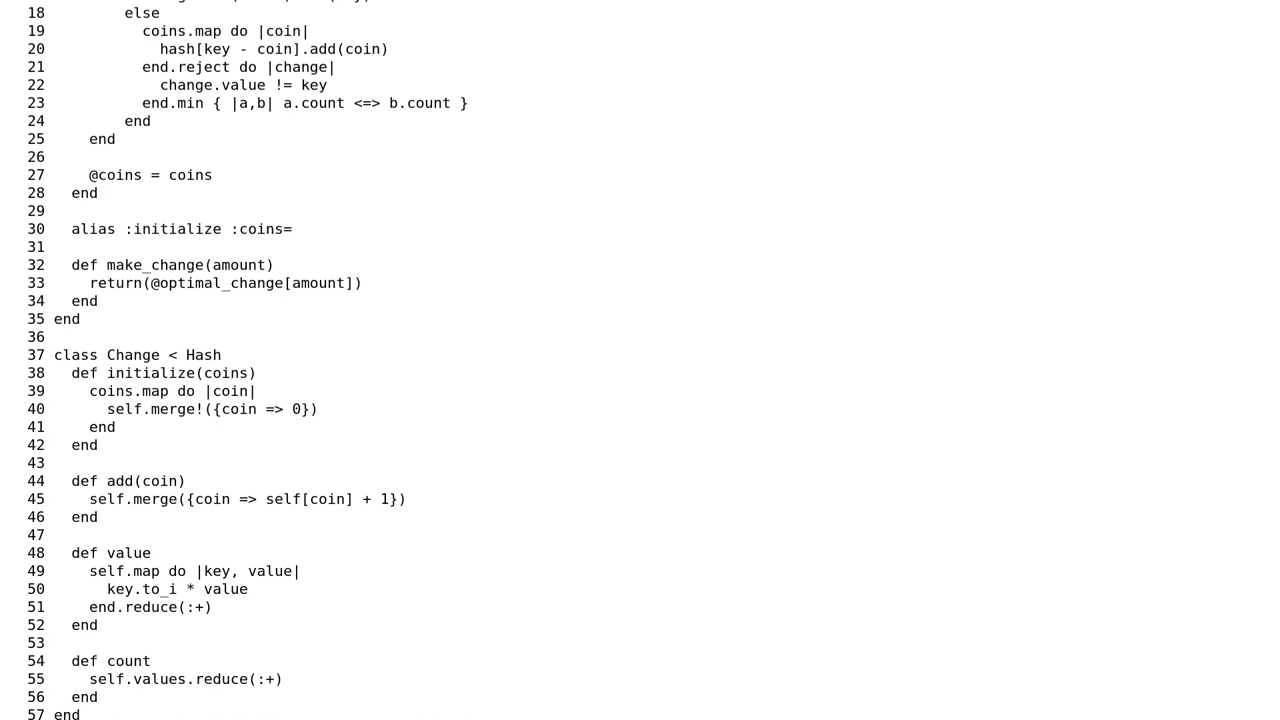 18         else
19           coins.map do |coin|
20             hash[key - coin].add(coin)
21           end.reject do |change|
22             change.value != key
23           end.min { |a,b| a.count <=> b.count }
24         end
25     end
26
27     @coins = coins
28   end
29
30   alias :initialize :coins=
31
32   def make_change(amount)
33     return(@optimal_change[amount])
34   end
35 end
36
37 class Change < Hash
38   def initialize(coins)
39     coins.map do |coin|
40       self.merge!({coin => 0})
41     end
42   end
43
44   def add(coin)
45     self.merge({coin => self[coin] + 1})
46   end
47
48   def value
49     self.map do |key, value|
50       key.to_i * value
51     end.reduce(:+)
52   end
53
54   def count
55     self.values.reduce(:+)
56   end
57 end